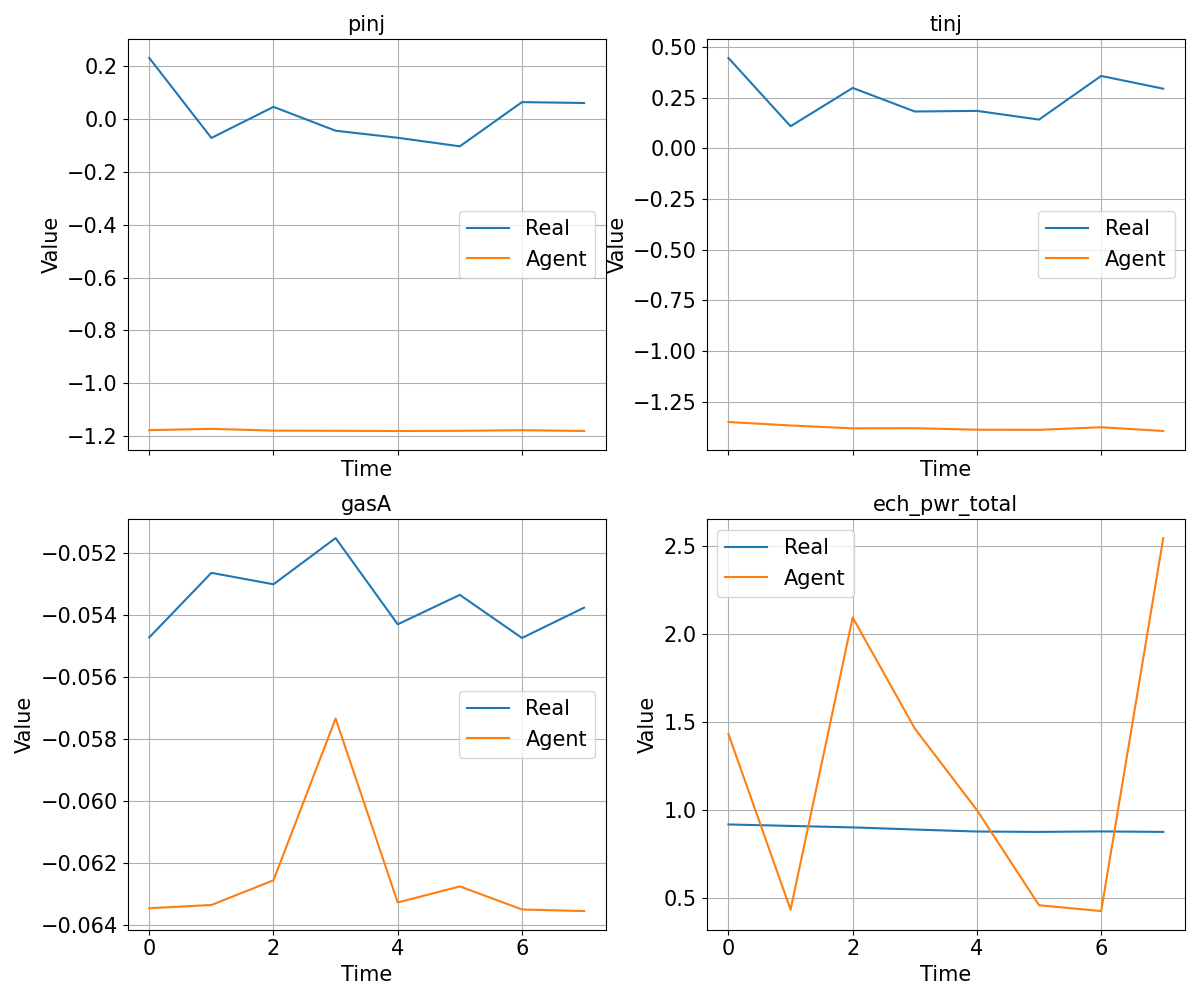 pinj
0.2
0.0
−0.2
−0.4
−0.6
−0.8
−1.0
−1.2
Value
Real
Agent
Time
tinj
0.50
0.25
0.00
−0.25
−0.50
−0.75
−1.00
−1.25
Value
Real
Agent
Time
gasA
−0.052
−0.054
−0.056
−0.058
−0.060
−0.062
−0.064
Value
Real
Agent
0 2 4 6
Time
ech_pwr_total
2.5
2.0
1.5
1.0
0.5
Value
Real
Agent
0 2 4 6
Time